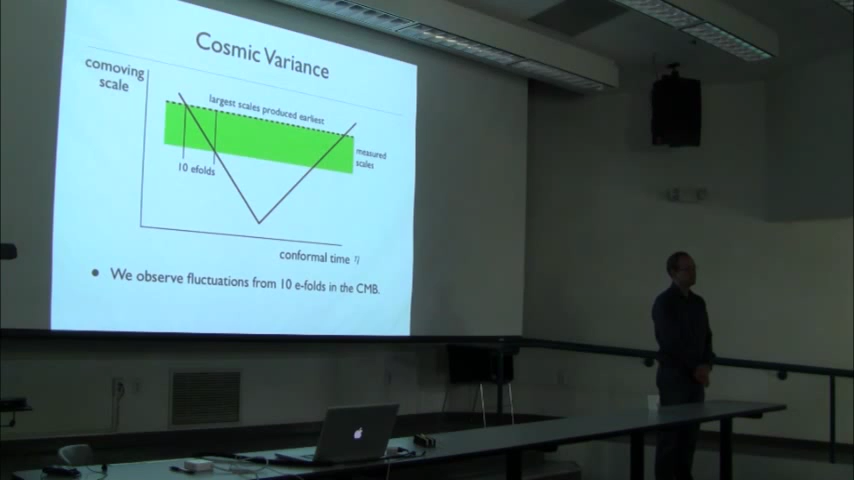 Cosmic Variance
comoving
scale
largest scales produced earliest
measured
scales
10 efolds
conformal time η
• We observe fluctuations from 10 e-folds in the CMB.